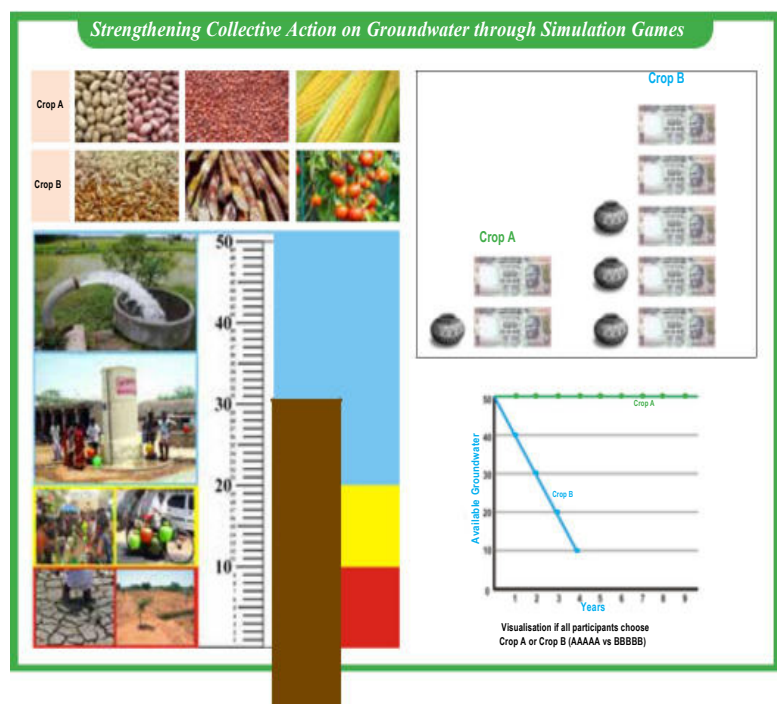 Strengthening Collective Action on Groundwater through Simulation Games
Crop A
Crop B
50
40
30
20
10
Crop B
Crop A
50
40
30
20
10
0
Available Groundwater
Crop A
Crop B
1 2 3 4 5 6 7 8 9
Years
Visualisation if all participants choose
Crop A or Crop B (AAAAA vs BBBBB)